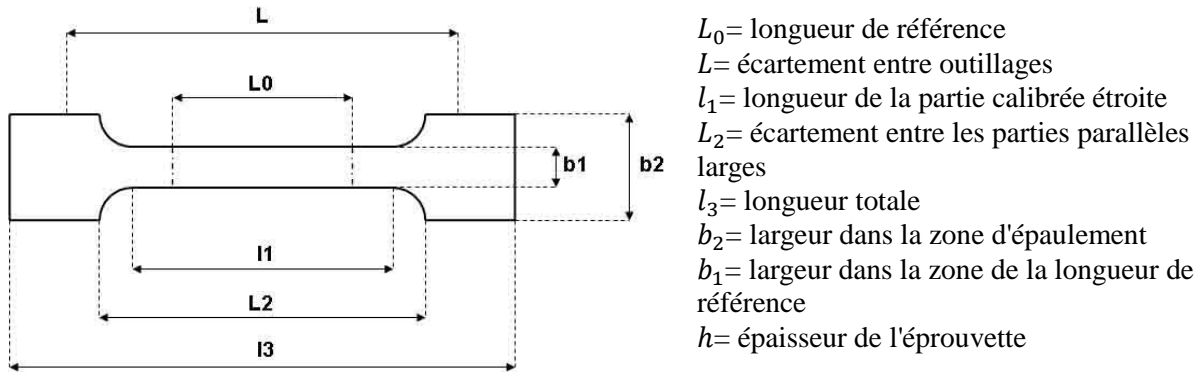 L
L0
b1
b2
l1
L2
l3
L₀= longueur de référence
L= écartement entre outillages
l₁= longueur de la partie calibrée étroite
L₂= écartement entre les parties parallèles
larges
l₃= longueur totale
b₂= largeur dans la zone d'épaulement
b₁= largeur dans la zone de la longueur de
référence
h= épaisseur de l'éprouvette